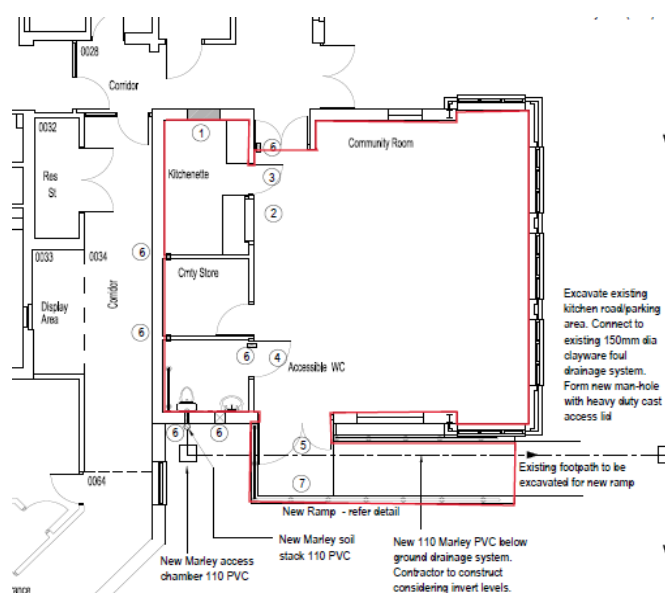 0028
Corridor
0032
Res
St
1
6
Community Room
3
Kitchenette
2
0033
0034
6
Cmty Store
Corridor
Display
Area
6
6
4
Accessible WC
Excavate existing
kitchen road/parking
area. Connect to
existing 150mm dia
clayware foul
drainage system.
Form new man-hole
with heavy duty cast
access lid
6
6
5
Existing footpath to be
excavated for new ramp
0064
7
New Ramp - refer detail
New Marley access
chamber 110 PVC
New Marley soil
stack 110 PVC
New 110 Marley PVC below
ground drainage system.
Contractor to construct
considering invert levels.